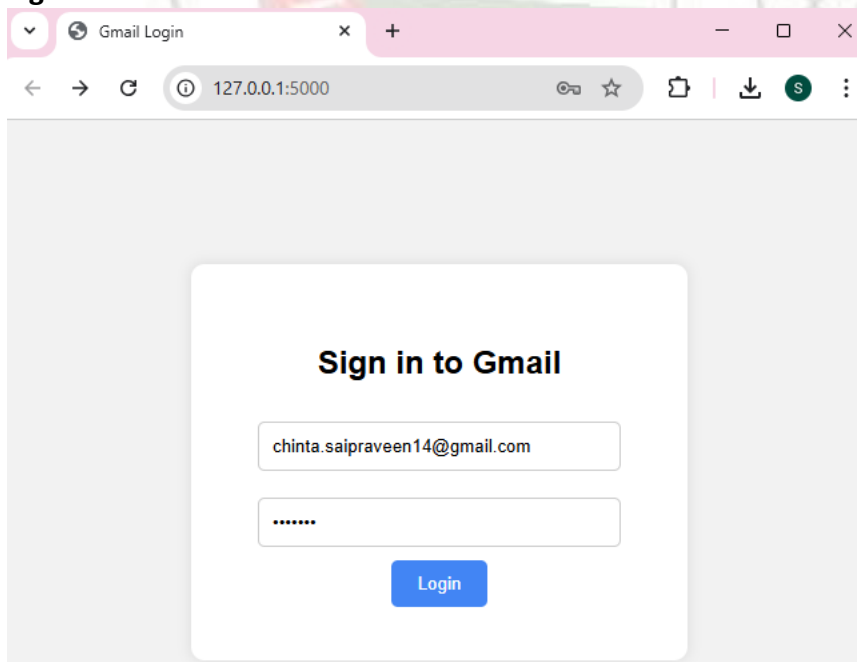 Gmail Login
127.0.0.1:5000
S
Sign in to Gmail
chinta.saipraveen14@gmail.com
•••••••
Login